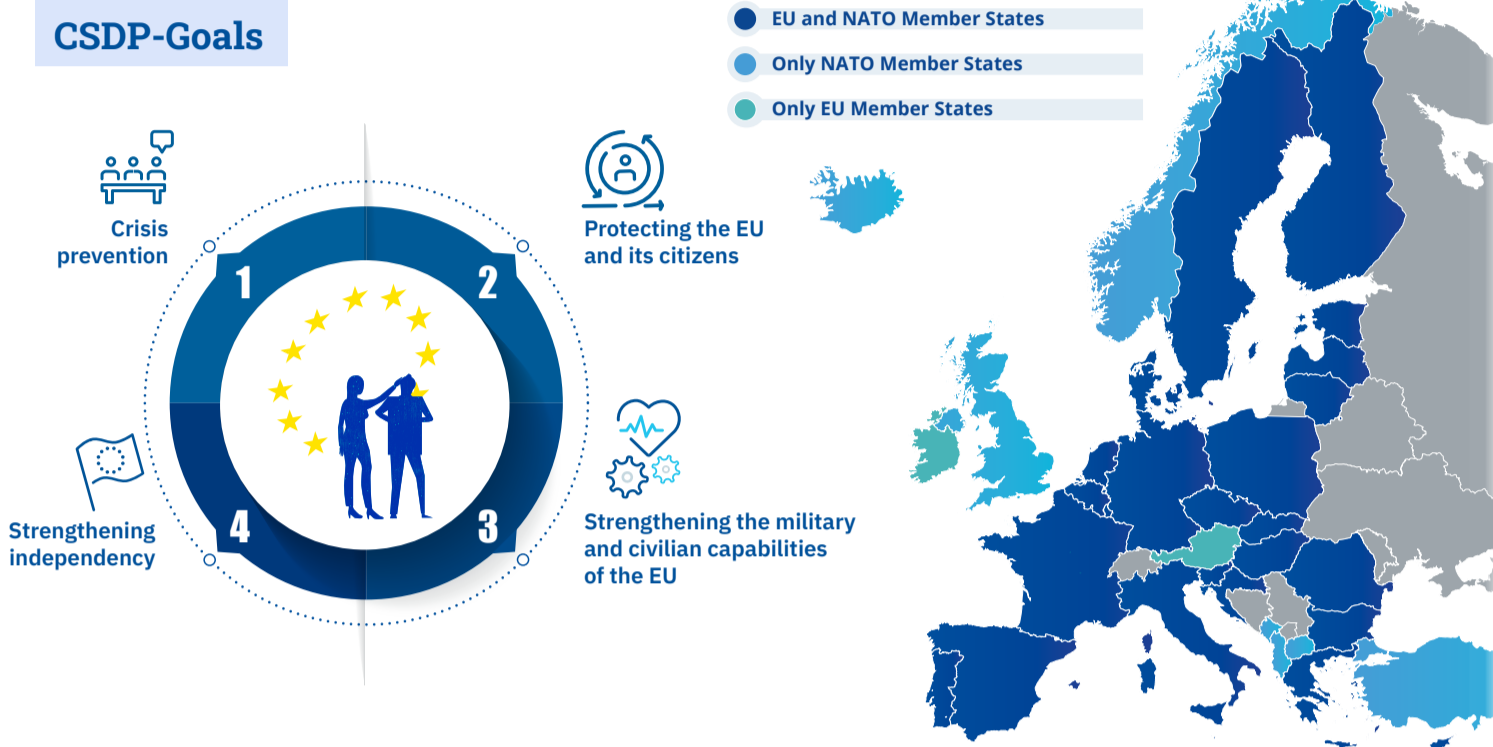 CSDP-Goals
Crisis
prevention
1
2
Protecting the EU
and its citizens
Strengthening
independency
4
3
Strengthening the military
and civilian capabilities
of the EU
EU and NATO Member States
Only NATO Member States
Only EU Member States